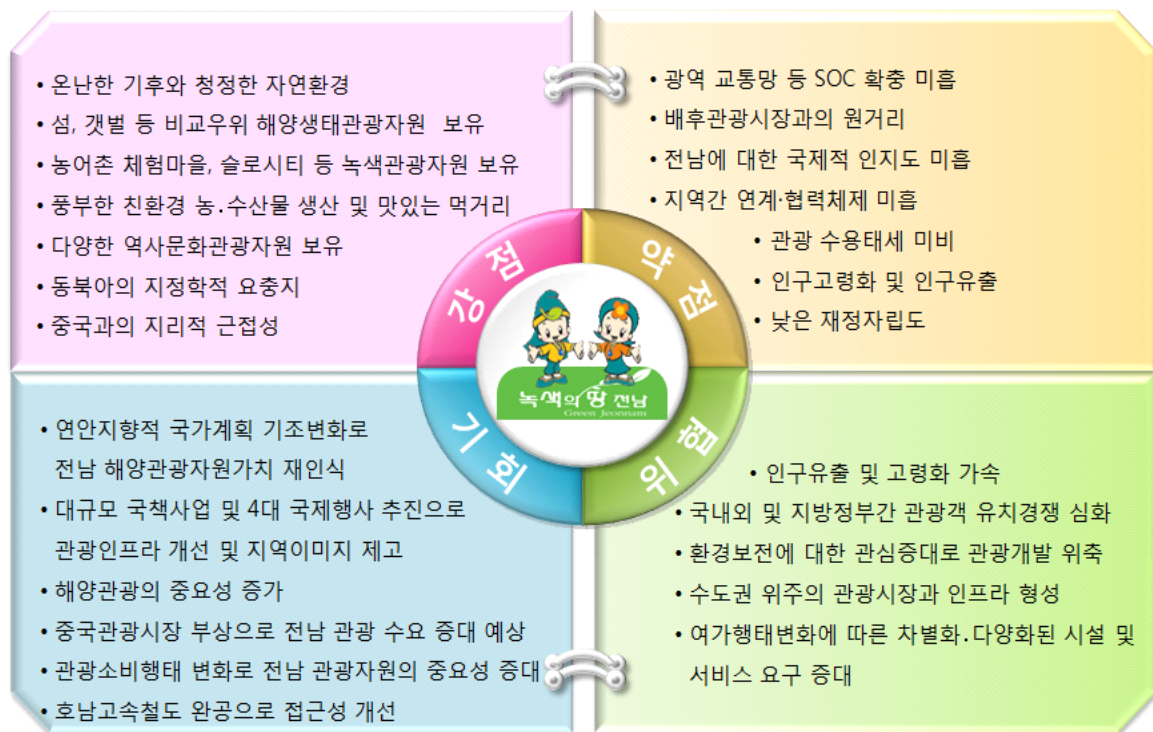 • 온난한 기후와 청정한 자연환경
• 섬, 갯벌 등 비교우위 해양생태관광자원 보유
• 농어촌 체험마을, 슬로시티 등 녹색관광자원 보유
• 풍부한 친환경 농.수산물 생산 및 맛있는 먹거리
• 다양한 역사문화관광자원 보유
• 동북아의 지정학적 요충지
• 중국과의 지리적 근접성
강점
• 광역 교통망 등 SOC 확충 미흡
• 배후관광시장과의 원거리
• 전남에 대한 국제적 인지도 미흡
• 지역간 연계·협력체제 미흡
• 관광 수용태세 미비
• 인구고령화 및 인구유출
• 낮은 재정자립도
약점
녹색의 땅 전남
Green Jeonnam
기회
• 연안지향적 국가계획 기조변화로
전남 해양관광자원가치 재인식
• 대규모 국책사업 및 4대 국제행사 추진으로
관광인프라 개선 및 지역이미지 제고
• 해양관광의 중요성 증가
• 중국관광시장 부상으로 전남 관광 수요 증대 예상
• 관광소비행태 변화로 전남 관광자원의 중요성 증대
• 호남고속철도 완공으로 접근성 개선
위협
• 인구유출 및 고령화 가속
• 국내외 및 지방정부간 관광객 유치경쟁 심화
• 환경보전에 대한 관심증대로 관광개발 위축
• 수도권 위주의 관광시장과 인프라 형성
• 여가행태변화에 따른 차별화.다양화된 시설 및
서비스 요구 증대